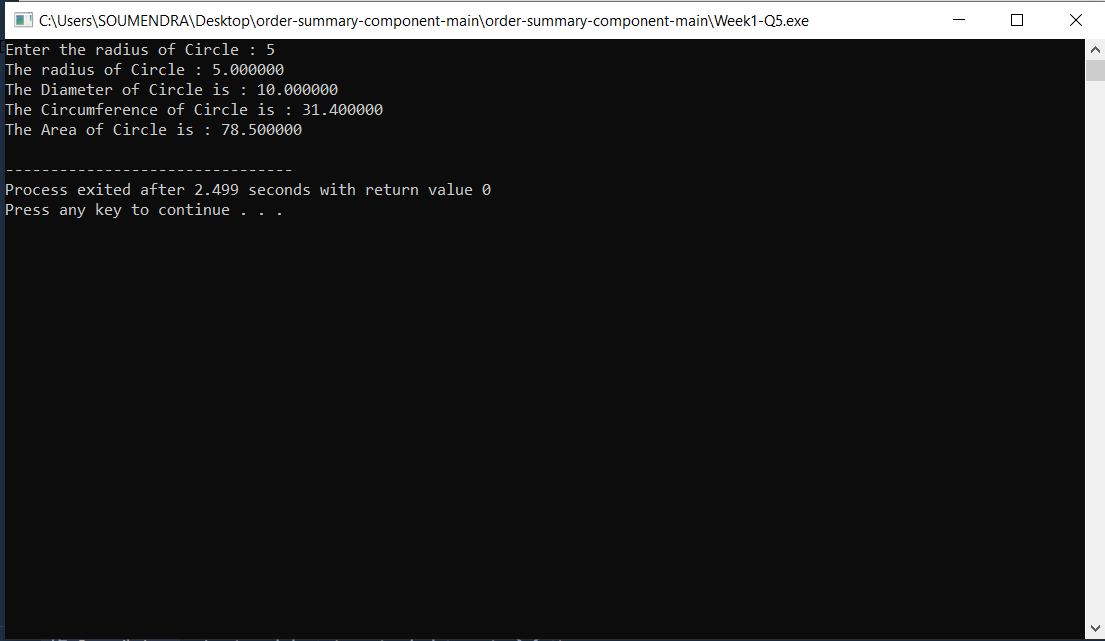 C:\Users\SOUMENDRA\Desktop\order-summary-component-main\order-summary-component-main\Week1-Q5.exe
Enter the radius of Circle : 5
The radius of Circle : 5.000000
The Diameter of Circle is : 10.000000
The Circumference of Circle is : 31.400000
The Area of Circle is : 78.500000
--------------------------------
Process exited after 2.499 seconds with return value 0
Press any key to continue . . .